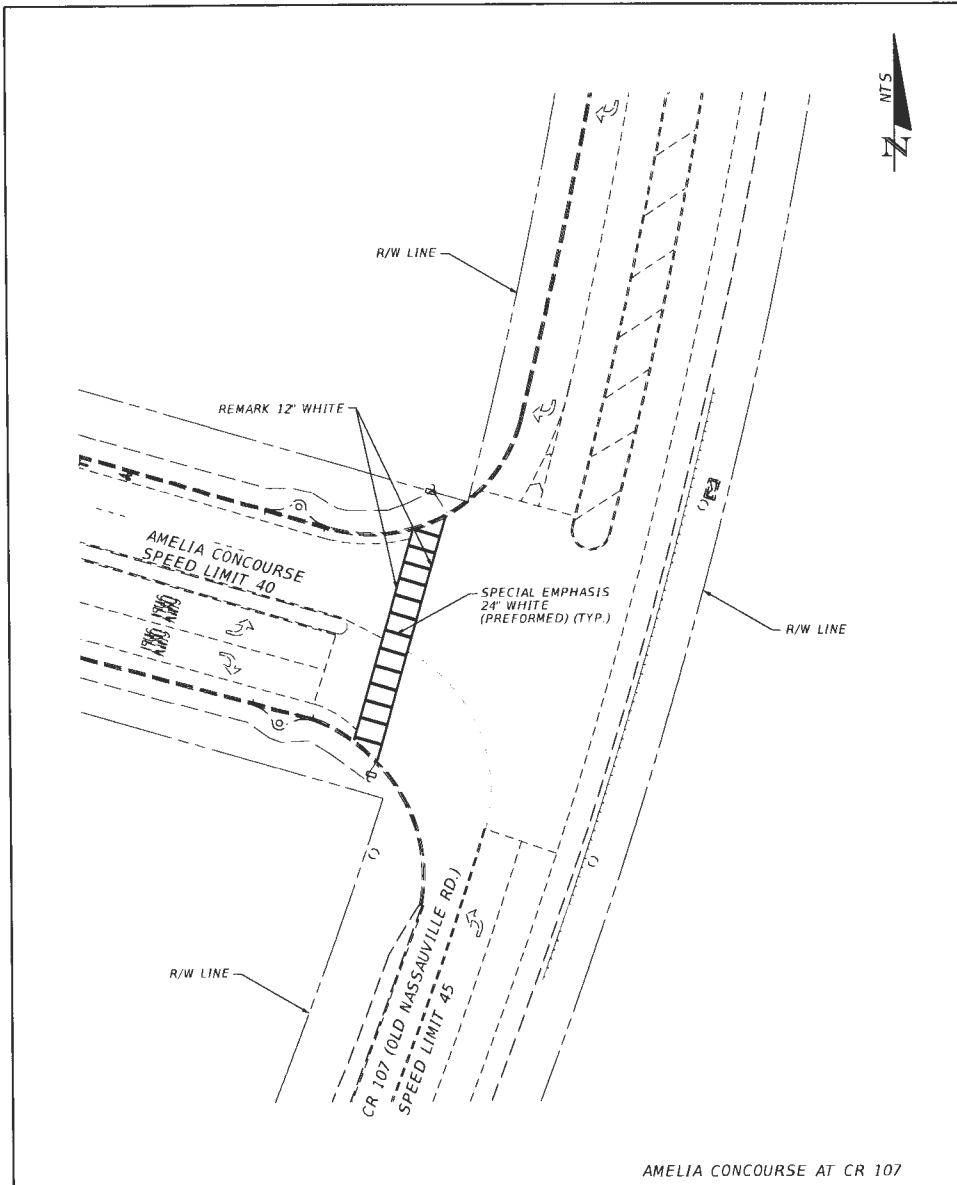 NTS
N
R/W LINE
REMARK 12" WHITE
AMELIA CONCOURSE
SPEED LIMIT 40
SPECIAL EMPHASIS
24" WHITE
(PREFORMED) (TYP.)
R/W LINE
R/W LINE
CR 107 (OLD NASSAUVILLE RD.)
SPEED LIMIT 45
AMELIA CONCOURSE AT CR 107